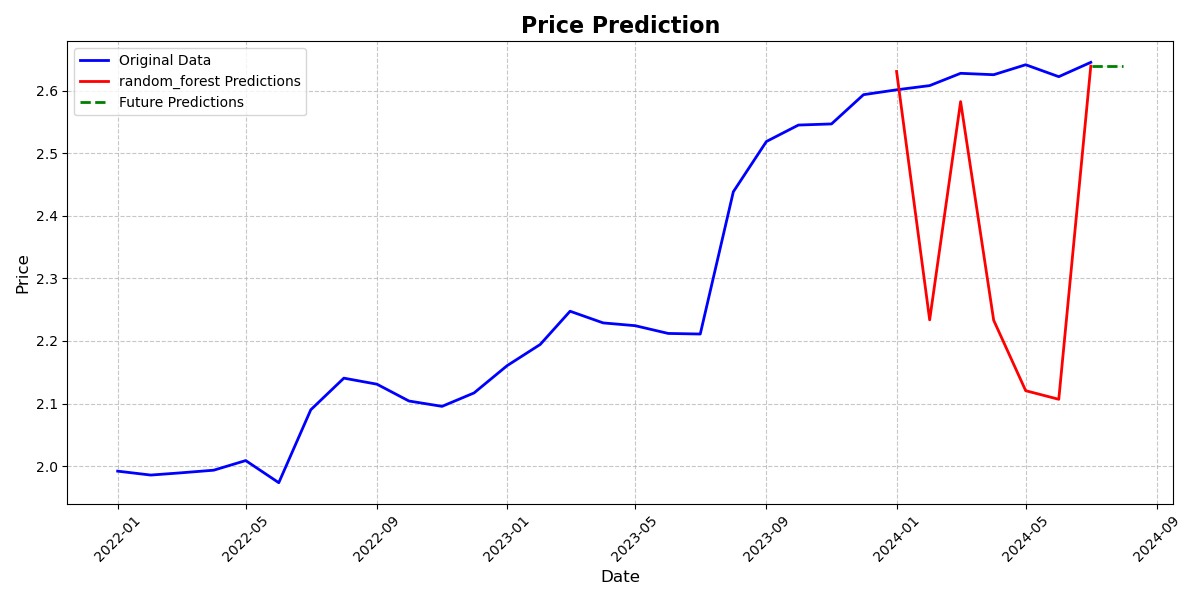 Price Prediction
Original Data
random_forest Predictions
Future Predictions
Price
2.6
2.5
2.4
2.3
2.2
2.1
2.0
2022-01
2022-05
2022-09
2023-01
2023-05
2023-09
2024-01
2024-05
2024-09
Date